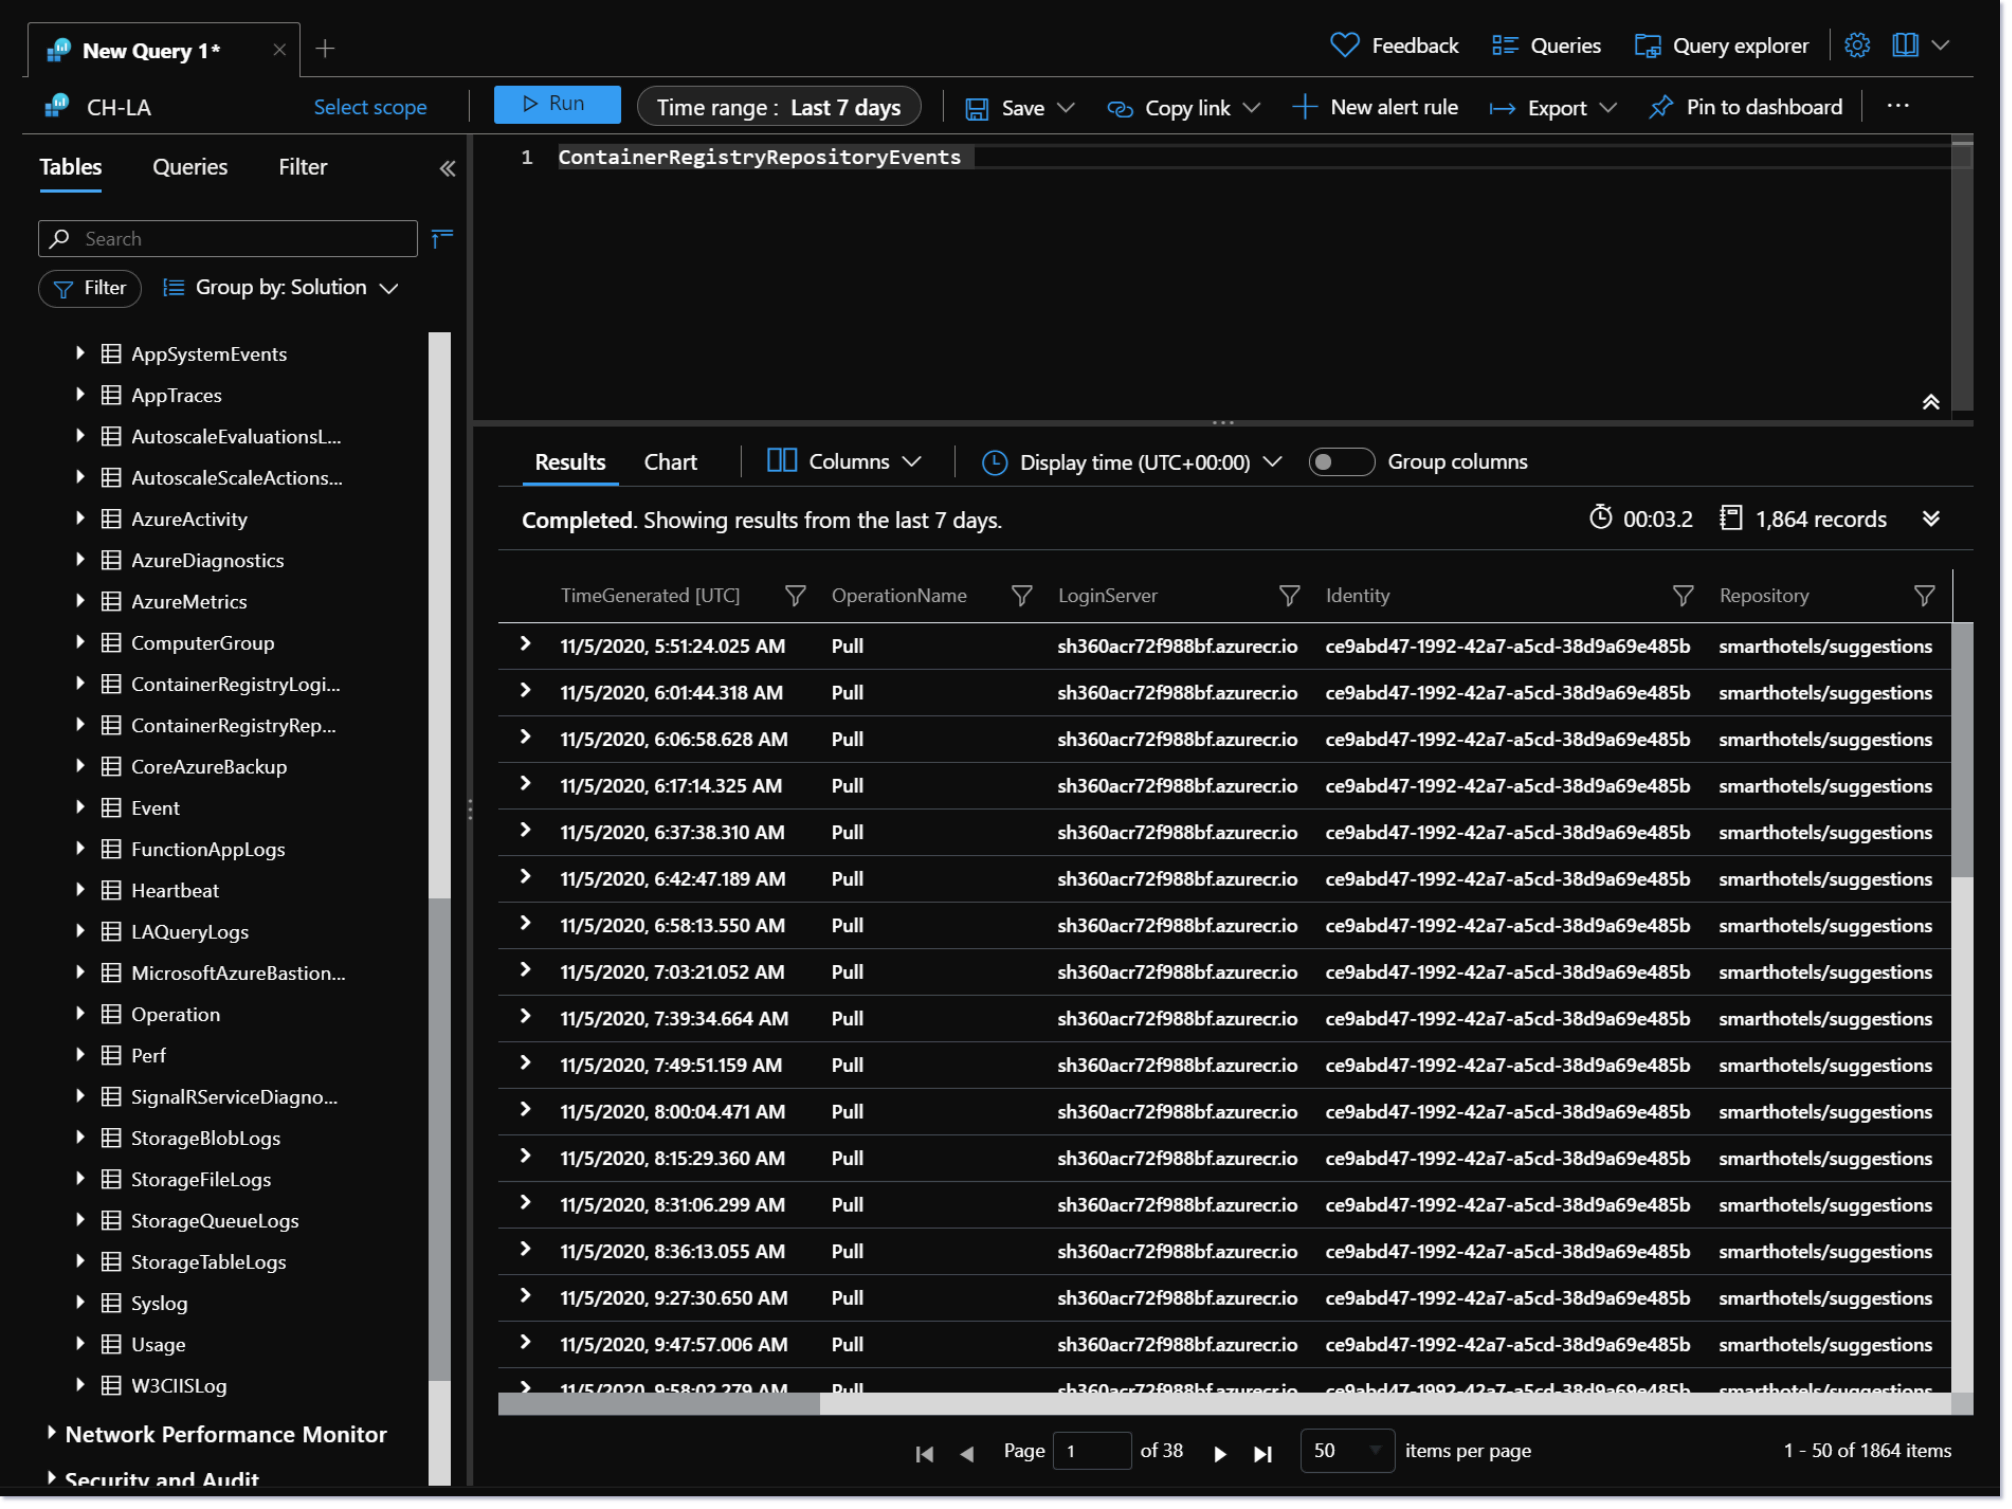 New Query 1*
Feedback Queries Query explorer
CH-LA Select scope Run Time range : Last 7 days Save Copy link New alert rule Export Pin to dashboard ...
Tables Queries Filter
1 ContainerRegistryRepositoryEvents
Search
Filter Group by: Solution
AppSystemEvents
AppTraces
AutoscaleEvaluationsL...
AutoscaleScaleActions...
AzureActivity
AzureDiagnostics
AzureMetrics
ComputerGroup
ContainerRegistryLogi...
ContainerRegistryRep...
CoreAzureBackup
Event
FunctionAppLogs
Heartbeat
LAQueryLogs
MicrosoftAzureBastion...
Operation
Perf
SignalRServiceDiagno...
StorageBlobLogs
StorageFileLogs
StorageQueueLogs
StorageTableLogs
Syslog
Usage
W3CIISLog
Network Performance Monitor
Security and Audit
Results Chart Columns Display time (UTC+00:00) Group columns
Completed. Showing results from the last 7 days. 00:03.2 1,864 records
TimeGenerated [UTC] OperationName LoginServer Identity Repository
11/5/2020, 5:51:24.025 AM Pull sh360acr72f988bf.azurecr.io ce9abd47-1992-42a7-a5cd-38d9a69e485b smarthotels/suggestions
11/5/2020, 6:01:44.318 AM Pull sh360acr72f988bf.azurecr.io ce9abd47-1992-42a7-a5cd-38d9a69e485b smarthotels/suggestions
11/5/2020, 6:06:58.628 AM Pull sh360acr72f988bf.azurecr.io ce9abd47-1992-42a7-a5cd-38d9a69e485b smarthotels/suggestions
11/5/2020, 6:17:14.325 AM Pull sh360acr72f988bf.azurecr.io ce9abd47-1992-42a7-a5cd-38d9a69e485b smarthotels/suggestions
11/5/2020, 6:37:38.310 AM Pull sh360acr72f988bf.azurecr.io ce9abd47-1992-42a7-a5cd-38d9a69e485b smarthotels/suggestions
11/5/2020, 6:42:47.189 AM Pull sh360acr72f988bf.azurecr.io ce9abd47-1992-42a7-a5cd-38d9a69e485b smarthotels/suggestions
11/5/2020, 6:58:13.550 AM Pull sh360acr72f988bf.azurecr.io ce9abd47-1992-42a7-a5cd-38d9a69e485b smarthotels/suggestions
11/5/2020, 7:03:21.052 AM Pull sh360acr72f988bf.azurecr.io ce9abd47-1992-42a7-a5cd-38d9a69e485b smarthotels/suggestions
11/5/2020, 7:39:34.664 AM Pull sh360acr72f988bf.azurecr.io ce9abd47-1992-42a7-a5cd-38d9a69e485b smarthotels/suggestions
11/5/2020, 7:49:51.159 AM Pull sh360acr72f988bf.azurecr.io ce9abd47-1992-42a7-a5cd-38d9a69e485b smarthotels/suggestions
11/5/2020, 8:00:04.471 AM Pull sh360acr72f988bf.azurecr.io ce9abd47-1992-42a7-a5cd-38d9a69e485b smarthotels/suggestions
11/5/2020, 8:15:29.360 AM Pull sh360acr72f988bf.azurecr.io ce9abd47-1992-42a7-a5cd-38d9a69e485b smarthotels/suggestions
11/5/2020, 8:31:06.299 AM Pull sh360acr72f988bf.azurecr.io ce9abd47-1992-42a7-a5cd-38d9a69e485b smarthotels/suggestions
11/5/2020, 8:36:13.055 AM Pull sh360acr72f988bf.azurecr.io ce9abd47-1992-42a7-a5cd-38d9a69e485b smarthotels/suggestions
11/5/2020, 9:27:30.650 AM Pull sh360acr72f988bf.azurecr.io ce9abd47-1992-42a7-a5cd-38d9a69e485b smarthotels/suggestions
11/5/2020, 9:47:57.006 AM Pull sh360acr72f988bf.azurecr.io ce9abd47-1992-42a7-a5cd-38d9a69e485b smarthotels/suggestions
11/5/2020, 9:58:02.279 AM Pull sh360acr72f988bf.azurecr.io ce9abd47-1992-42a7-a5cd-38d9a69e485b smarthotels/suggestions
Page 1 of 38 50 items per page 1 - 50 of 1864 items